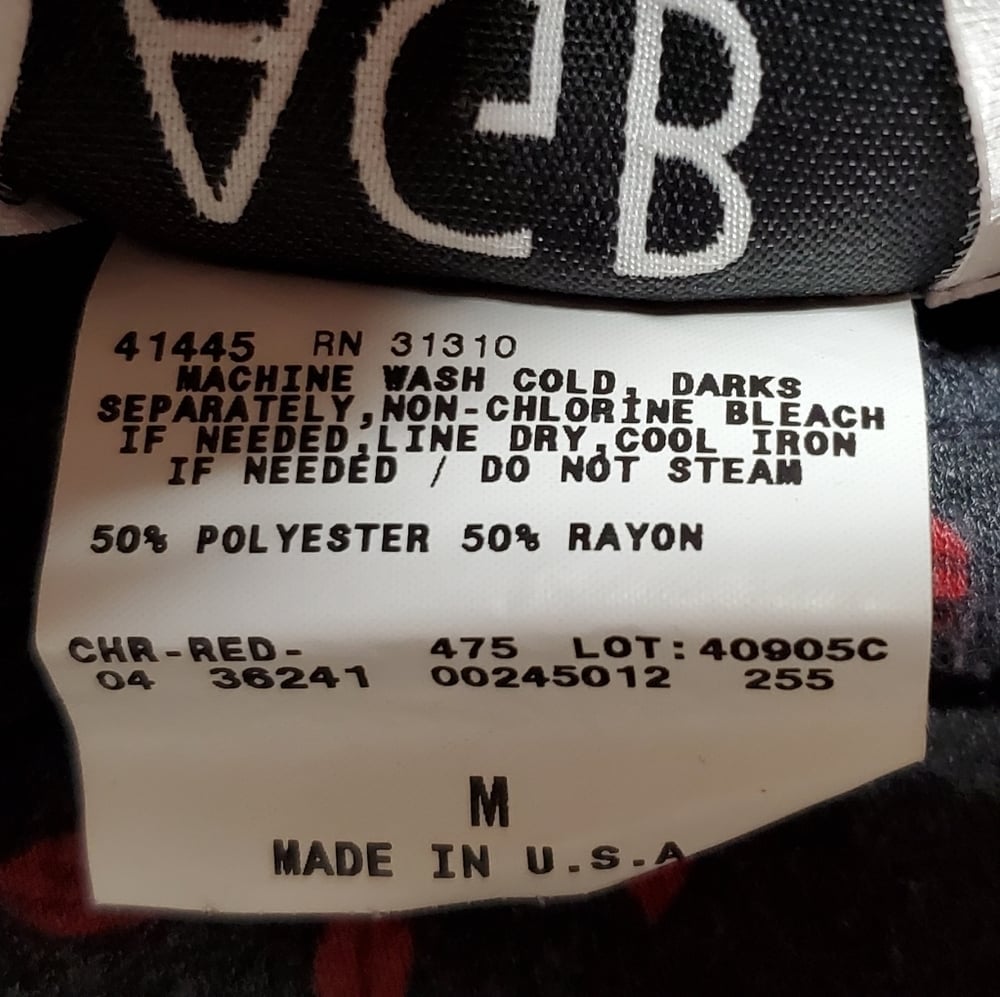 41445 RN 31310
MACHINE WASH COLD, DARKS
SEPARATELY,NON-CHLORINE BLEACH
IF NEEDED,LINE DRY,COOL IRON
IF NEEDED / DO NOT STEAM
50% POLYESTER 50% RAYON
CHR-RED- 475 LOT:40905C
04 36241 00245012 255
M
MADE IN U.S.A